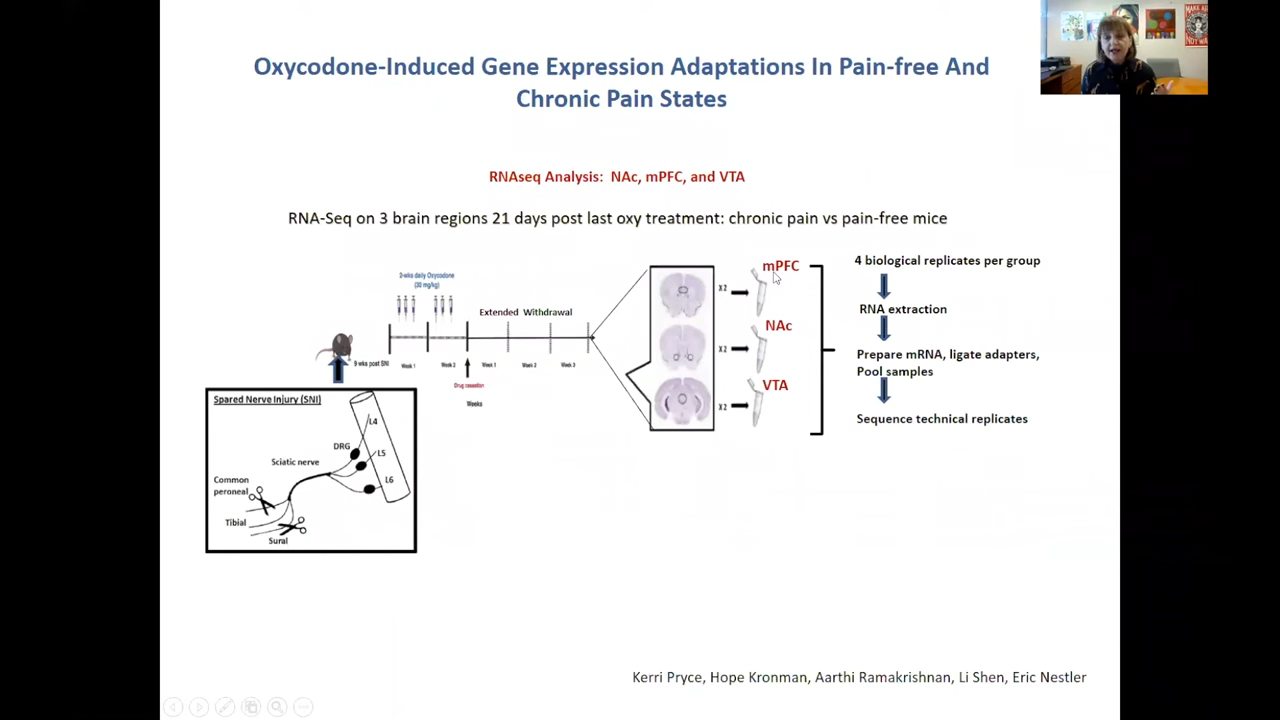 Oxycodone-Induced Gene Expression Adaptations In Pain-free And
Chronic Pain States
RNAseq Analysis: NAc, mPFC, and VTA
RNA-Seq on 3 brain regions 21 days post last oxy treatment: chronic pain vs pain-free mice
2-wks daily Oxycodone
(30 mg/kg)
Extended Withdrawal
9 wks post SNI
Week 1
Week 2
Week 1
Week 2
Week 3
Drug cessation
Weeks
X2
mPFC
X2
NAc
X2
VTA
4 biological replicates per group
RNA extraction
Prepare mRNA, ligate adapters,
Pool samples
Sequence technical replicates
Spared Nerve Injury (SNI)
L4
DRG
L5
Sciatic nerve
L6
Common
peroneal
Tibial
Sural
Kerri Pryce, Hope Kronman, Aarthi Ramakrishnan, Li Shen, Eric Nestler